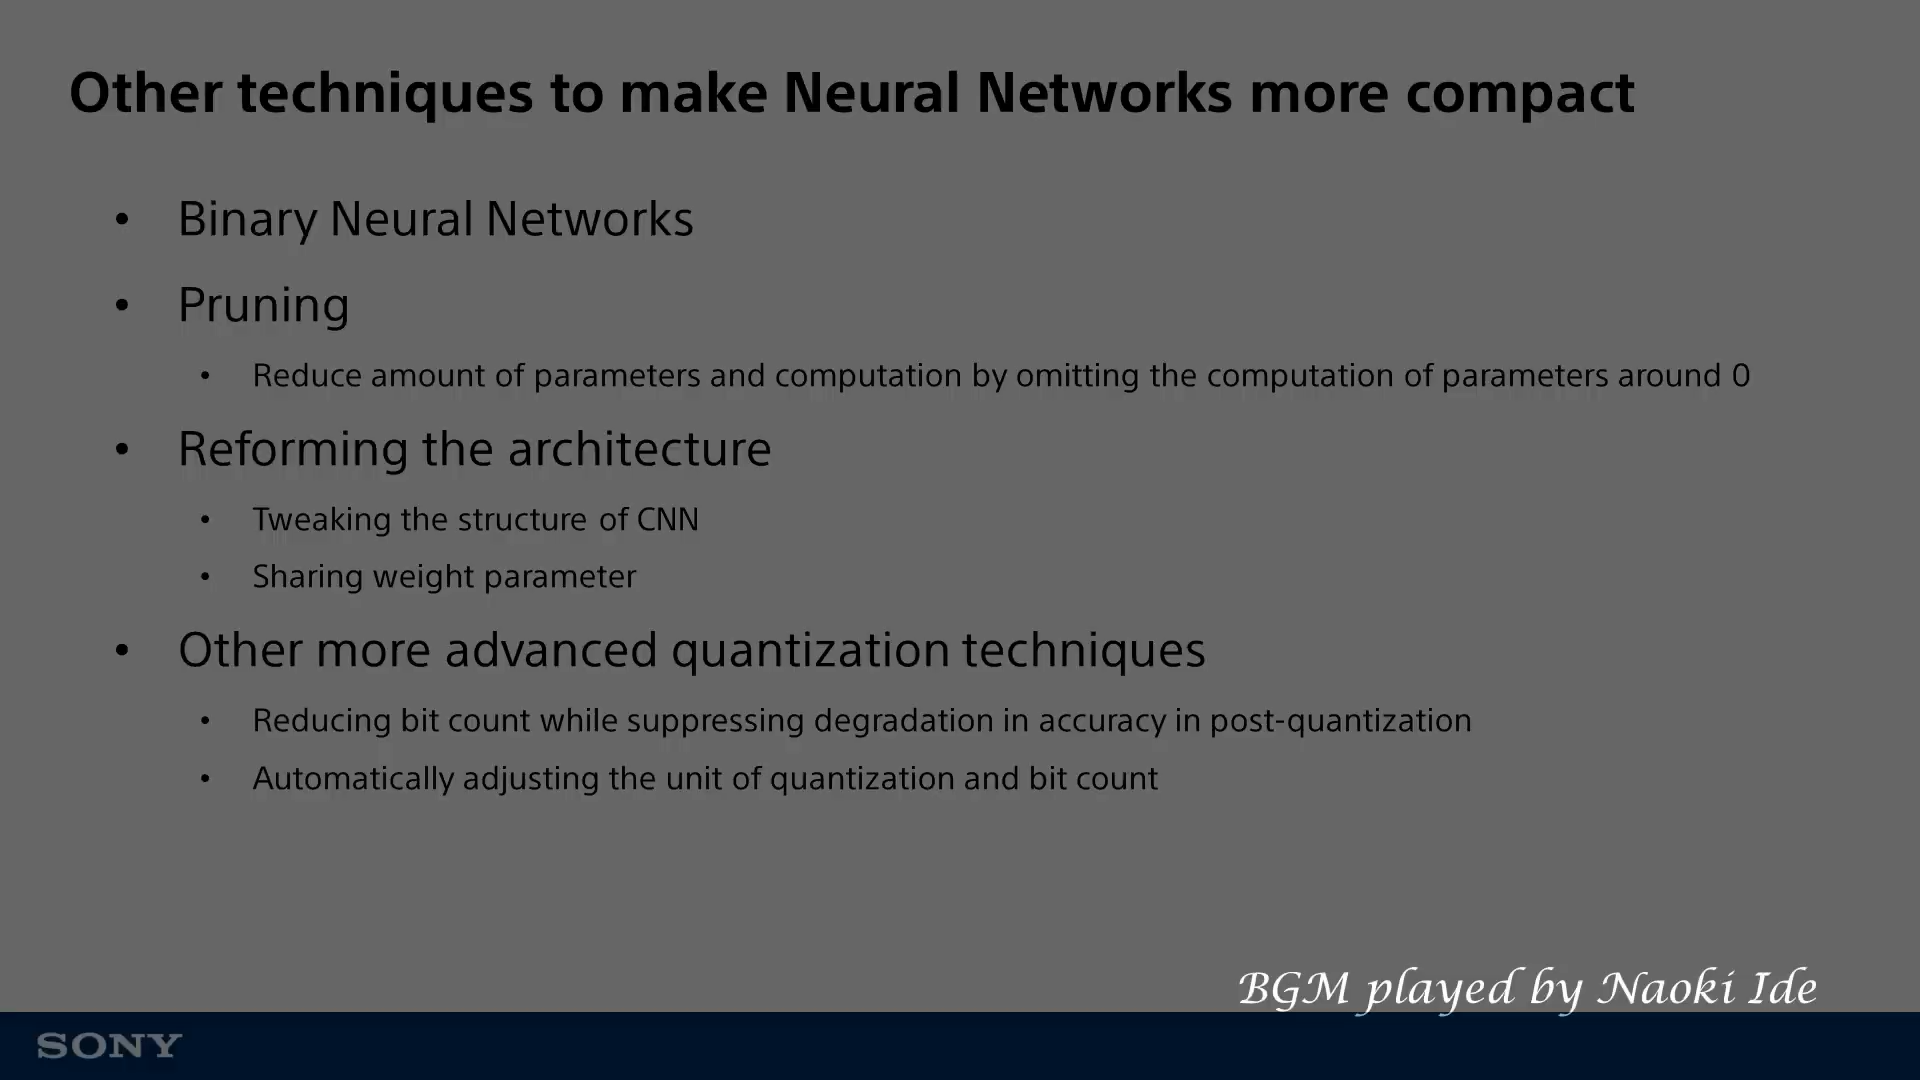 Other techniques to make Neural Networks more compact
• Binary Neural Networks
• Pruning
• Reduce amount of parameters and computation by omitting the computation of parameters around 0
• Reforming the architecture
• Tweaking the structure of CNN
• Sharing weight parameter
• Other more advanced quantization techniques
• Reducing bit count while suppressing degradation in accuracy in post-quantization
• Automatically adjusting the unit of quantization and bit count
BGM played by Naoki Ide
SONY